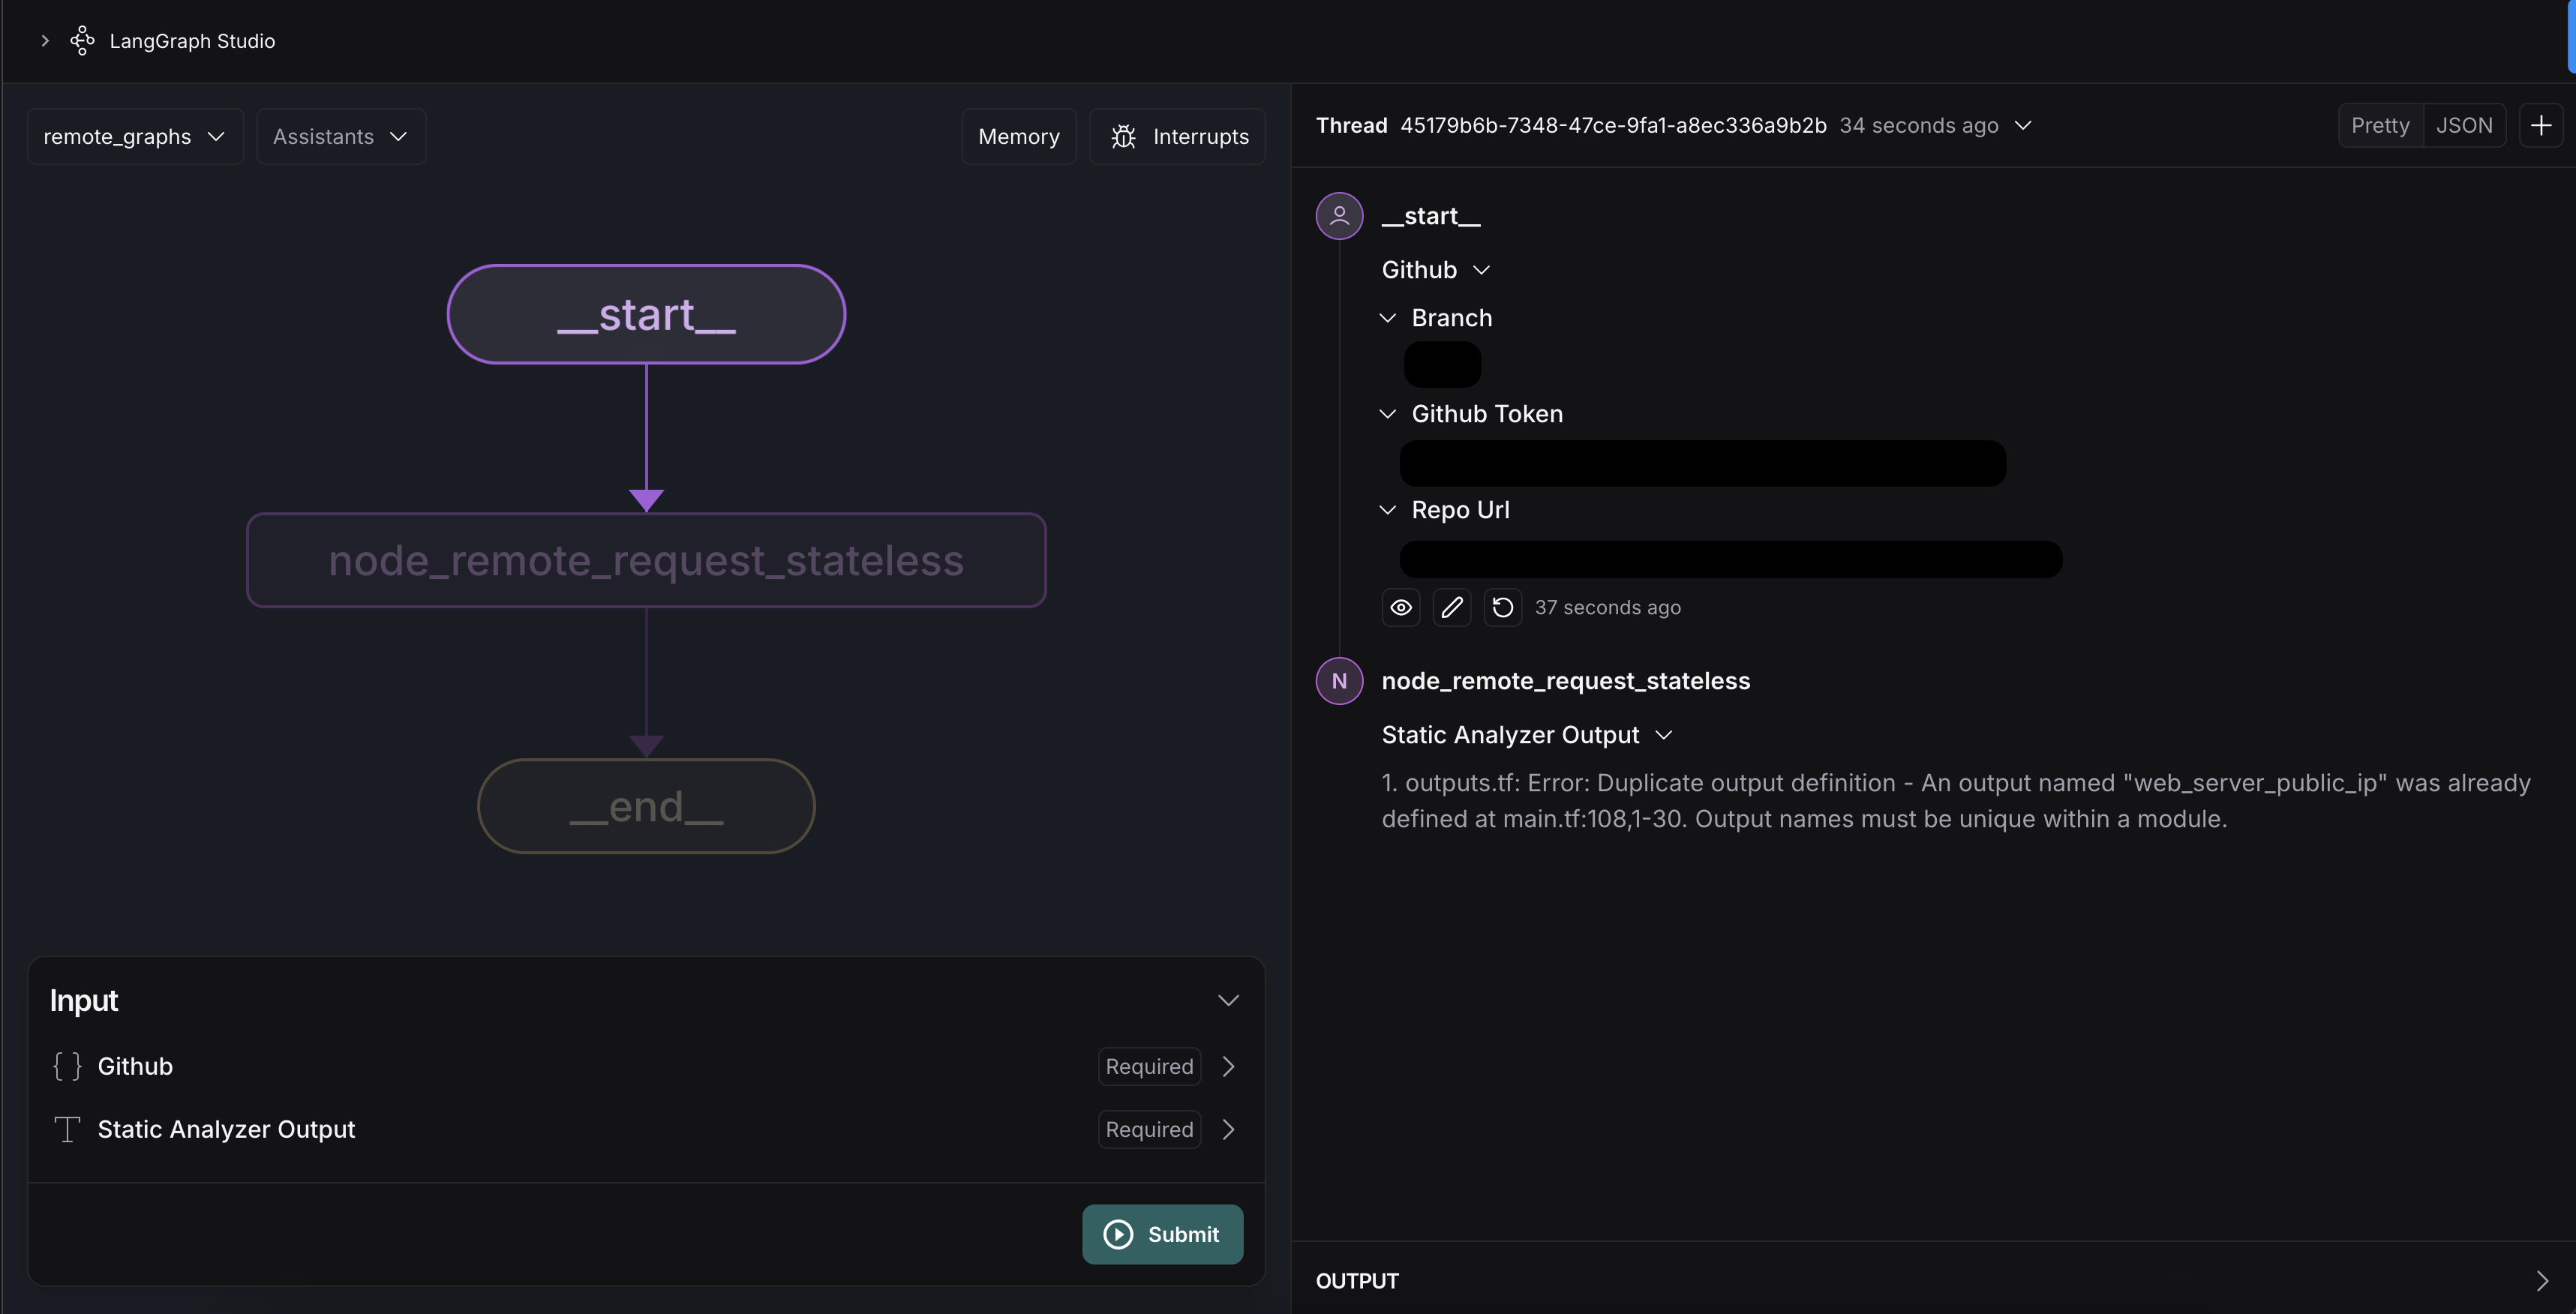 LangGraph Studio
remote_graphs
Assistants
Memory
Interrupts
__start__
node_remote_request_stateless
__end__
Input
Github
Required
Static Analyzer Output
Required
Submit
Thread 45179b6b-7348-47ce-9fa1-a8ec336a9b2b 34 seconds ago
Pretty
JSON
__start__
Github
Branch
Github Token
Repo Url
37 seconds ago
N
node_remote_request_stateless
Static Analyzer Output
1. outputs.tf: Error: Duplicate output definition - An output named "web_server_public_ip" was already
defined at main.tf:108,1-30. Output names must be unique within a module.
OUTPUT